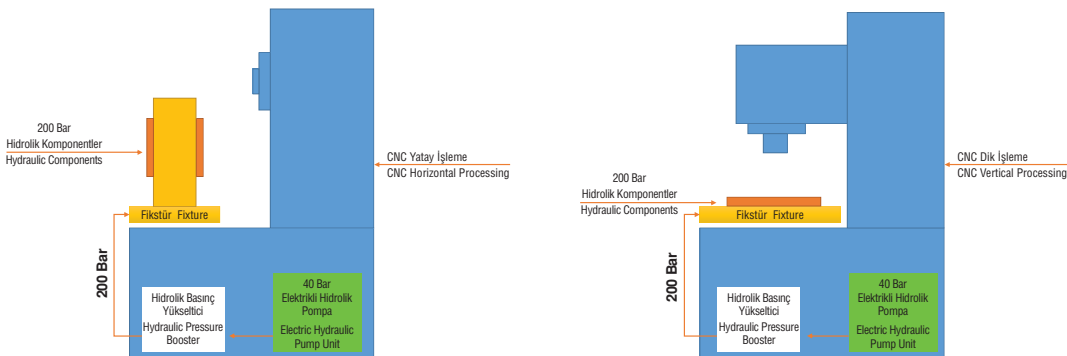 200 Bar
Hidrolik Komponentler
Hydraulic Components
CNC Yatay İşleme
CNC Horizontal Processing
Fikstür Fixture
200 Bar
Hidrolik Basınç
Yükseltici
Hydraulic Pressure
Booster
40 Bar
Elektrikli Hidrolik
Pompa
Electric Hydraulic
Pump Unit
CNC Dik İşleme
CNC Vertical Processing
200 Bar
Hidrolik Komponentler
Hydraulic Components
Fikstür Fixture
200 Bar
Hidrolik Basınç
Yükseltici
Hydraulic Pressure
Booster
40 Bar
Elektrikli Hidrolik
Pompa
Electric Hydraulic
Pump Unit